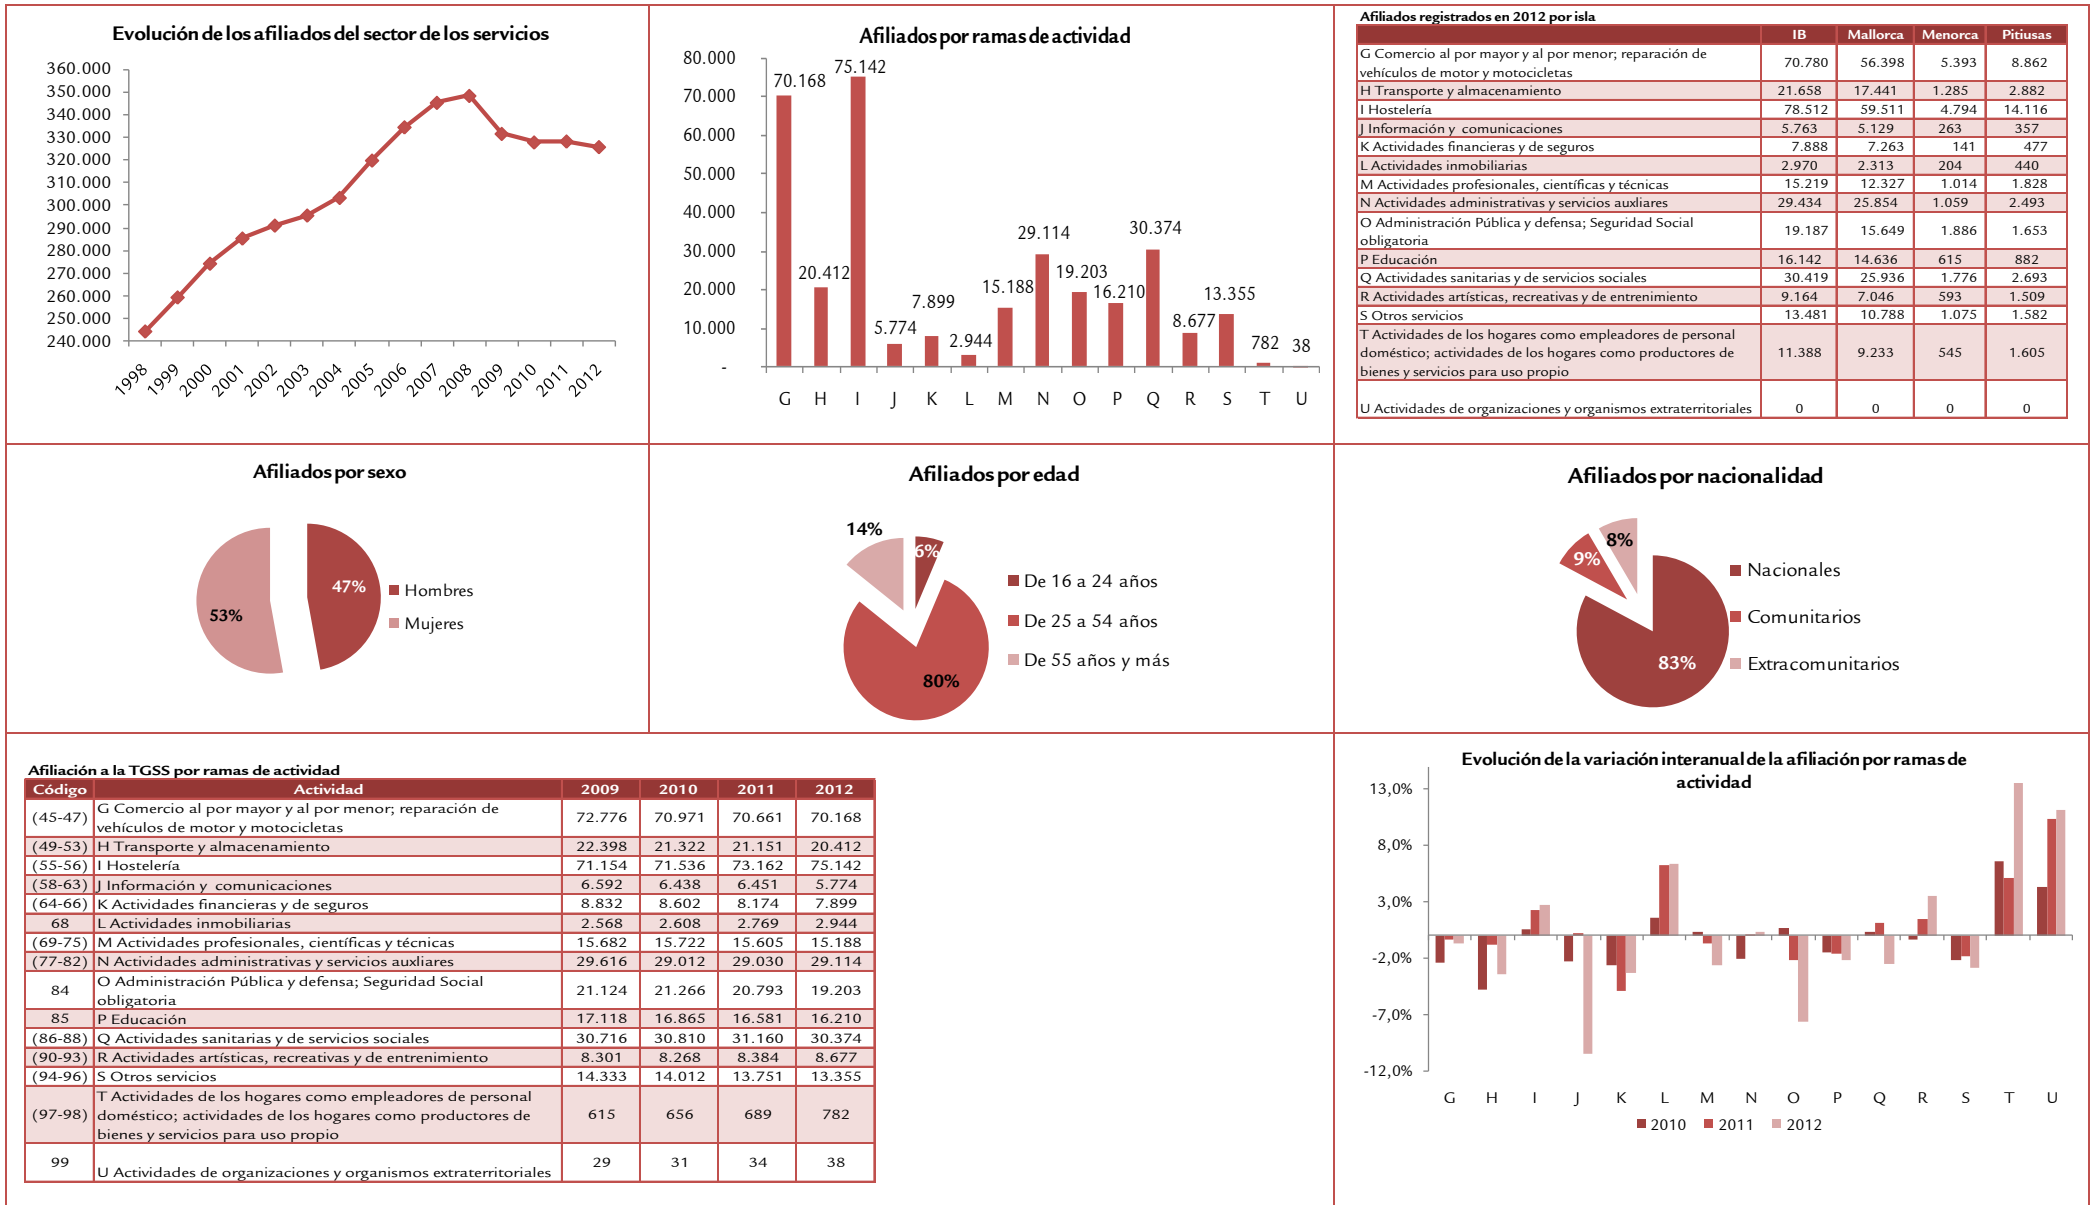 Evolución de los afiliados del sector de los servicios
360.000
350.000
340.000
330.000
320.000
310.000
300.000
290.000
280.000
270.000
260.000
250.000
240.000
1998 1999 2000 2001 2002 2003 2004 2005 2006 2007 2008 2009 2010 2011 2012
Afiliados por ramas de actividad
80.000
70.000
60.000
50.000
40.000
30.000
20.000
10.000
-
70.168 20.412 75.142 5.774 7.899 2.944 15.188 29.114 19.203 16.210 30.374 8.677 13.355 782 38
G H I J K L M N O P Q R S T U
Afiliados registrados en 2012 por isla
IB Mallorca Menorca Pitiusas
G Comercio al por mayor y al por menor; reparación de
vehículos de motor y motocicletas 70.780 56.398 5.393 8.862
H Transporte y almacenamiento 21.658 17.441 1.285 2.882
I Hostelería 78.512 59.511 4.794 14.116
J Información y comunicaciones 5.763 5.129 263 357
K Actividades financieras y de seguros 7.888 7.263 141 477
L Actividades inmobiliarias 2.970 2.313 204 440
M Actividades profesionales, científicas y técnicas 15.219 12.327 1.014 1.828
N Actividades administrativas y servicios auxliares 29.434 25.854 1.059 2.493
O Administración Pública y defensa; Seguridad Social
obligatoria 19.187 15.649 1.886 1.653
P Educación 16.142 14.636 615 882
Q Actividades sanitarias y de servicios sociales 30.419 25.936 1.776 2.693
R Actividades artísticas, recreativas y de entrenimiento 9.164 7.046 593 1.509
S Otros servicios 13.481 10.788 1.075 1.582
T Actividades de los hogares como empleadores de personal
doméstico; actividades de los hogares como productores de
bienes y servicios para uso propio 11.388 9.233 545 1.605
U Actividades de organizaciones y organismos extraterritoriales 0 0 0 0
Afiliados por sexo
47%
53%
Hombres
Mujeres
Afiliados por edad
14%
6%
80%
De 16 a 24 años
De 25 a 54 años
De 55 años y más
Afiliados por nacionalidad
8%
9%
83%
Nacionales
Comunitarios
Extracomunitarios
Afiliación a la TGSS por ramas de actividad
Código Actividad 2009 2010 2011 2012
(45-47) G Comercio al por mayor y al por menor; reparación de
vehículos de motor y motocicletas 72.776 70.971 70.661 70.168
(49-53) H Transporte y almacenamiento 22.398 21.322 21.151 20.412
(55-56) I Hostelería 71.154 71.536 73.162 75.142
(58-63) J Información y comunicaciones 6.592 6.438 6.451 5.774
(64-66) K Actividades financieras y de seguros 8.832 8.602 8.174 7.899
68 L Actividades inmobiliarias 2.568 2.608 2.769 2.944
(69-75) M Actividades profesionales, científicas y técnicas 15.682 15.722 15.605 15.188
(77-82) N Actividades administrativas y servicios auxliares 29.616 29.012 29.030 29.114
84 O Administración Pública y defensa; Seguridad Social
obligatoria 21.124 21.266 20.793 19.203
85 P Educación 17.118 16.865 16.581 16.210
(86-88) Q Actividades sanitarias y de servicios sociales 30.716 30.810 31.160 30.374
(90-93) R Actividades artísticas, recreativas y de entrenimiento 8.301 8.268 8.384 8.677
(94-96) S Otros servicios 14.333 14.012 13.751 13.355
(97-98) T Actividades de los hogares como empleadores de personal
doméstico; actividades de los hogares como productores de
bienes y servicios para uso propio 615 656 689 782
99 U Actividades de organizaciones y organismos extraterritoriales 29 31 34 38
Evolución de la variación interanual de la afiliación por ramas de
actividad
13,0%
8,0%
3,0%
-2,0%
-7,0%
-12,0%
G H I J K L M N O P Q R S T U
2010 2011 2012